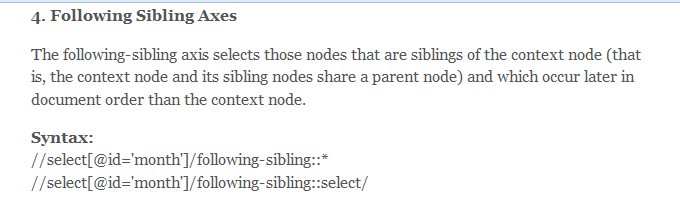 4. Following Sibling Axes
The following-sibling axis selects those nodes that are siblings of the context node (that
is, the context node and its sibling nodes share a parent node) and which occur later in
document order than the context node.
Syntax:
//select[@id='month']/following-sibling::*
//select[@id='month']/following-sibling::select/